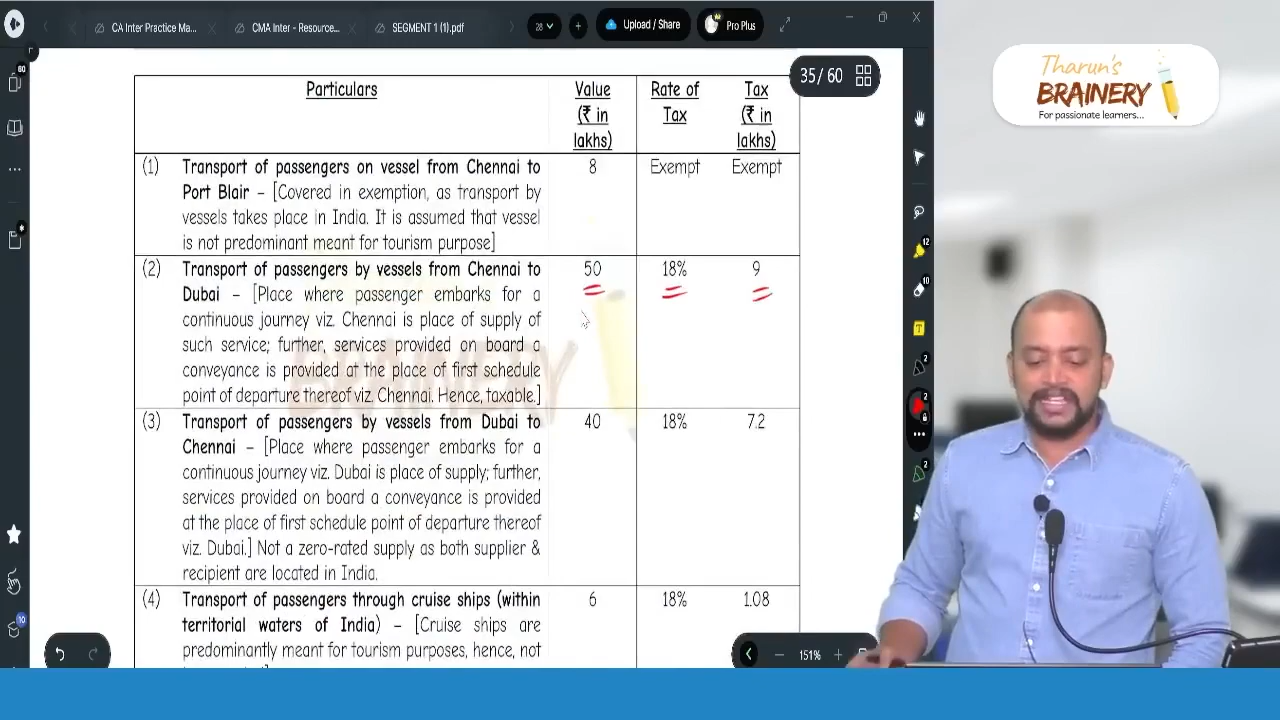 CA Inter Practice Ma...
CMA Inter - Resource...
SEGMENT 1 (1).pdf
28
Upload / Share
Pro Plus
35/ 60
Tharun's
BRAINERY
For passionate learners...
Particulars
Value
(₹ in
lakhs)
Rate of
Tax
Tax
(₹ in
lakhs)
(1) Transport of passengers on vessel from Chennai to 8 Exempt Exempt
Port Blair – [Covered in exemption, as transport by
vessels takes place in India. It is assumed that vessel
is not predominant meant for tourism purpose]
(2) Transport of passengers by vessels from Chennai to 50 18% 9
Dubai – [Place where passenger embarks for a
continuous journey viz. Chennai is place of supply of
such service; further, services provided on board a
conveyance is provided at the place of first schedule
point of departure thereof viz. Chennai. Hence, taxable.]
(3) Transport of passengers by vessels from Dubai to 40 18% 7.2
Chennai – [Place where passenger embarks for a
continuous journey viz. Dubai is place of supply; further,
services provided on board a conveyance is provided
at the place of first schedule point of departure thereof
viz. Dubai.] Not a zero-rated supply as both supplier &
recipient are located in India.
(4) Transport of passengers through cruise ships (within 6 18% 1.08
territorial waters of India) – [Cruise ships are
predominantly meant for tourism purposes, hence, not
151%